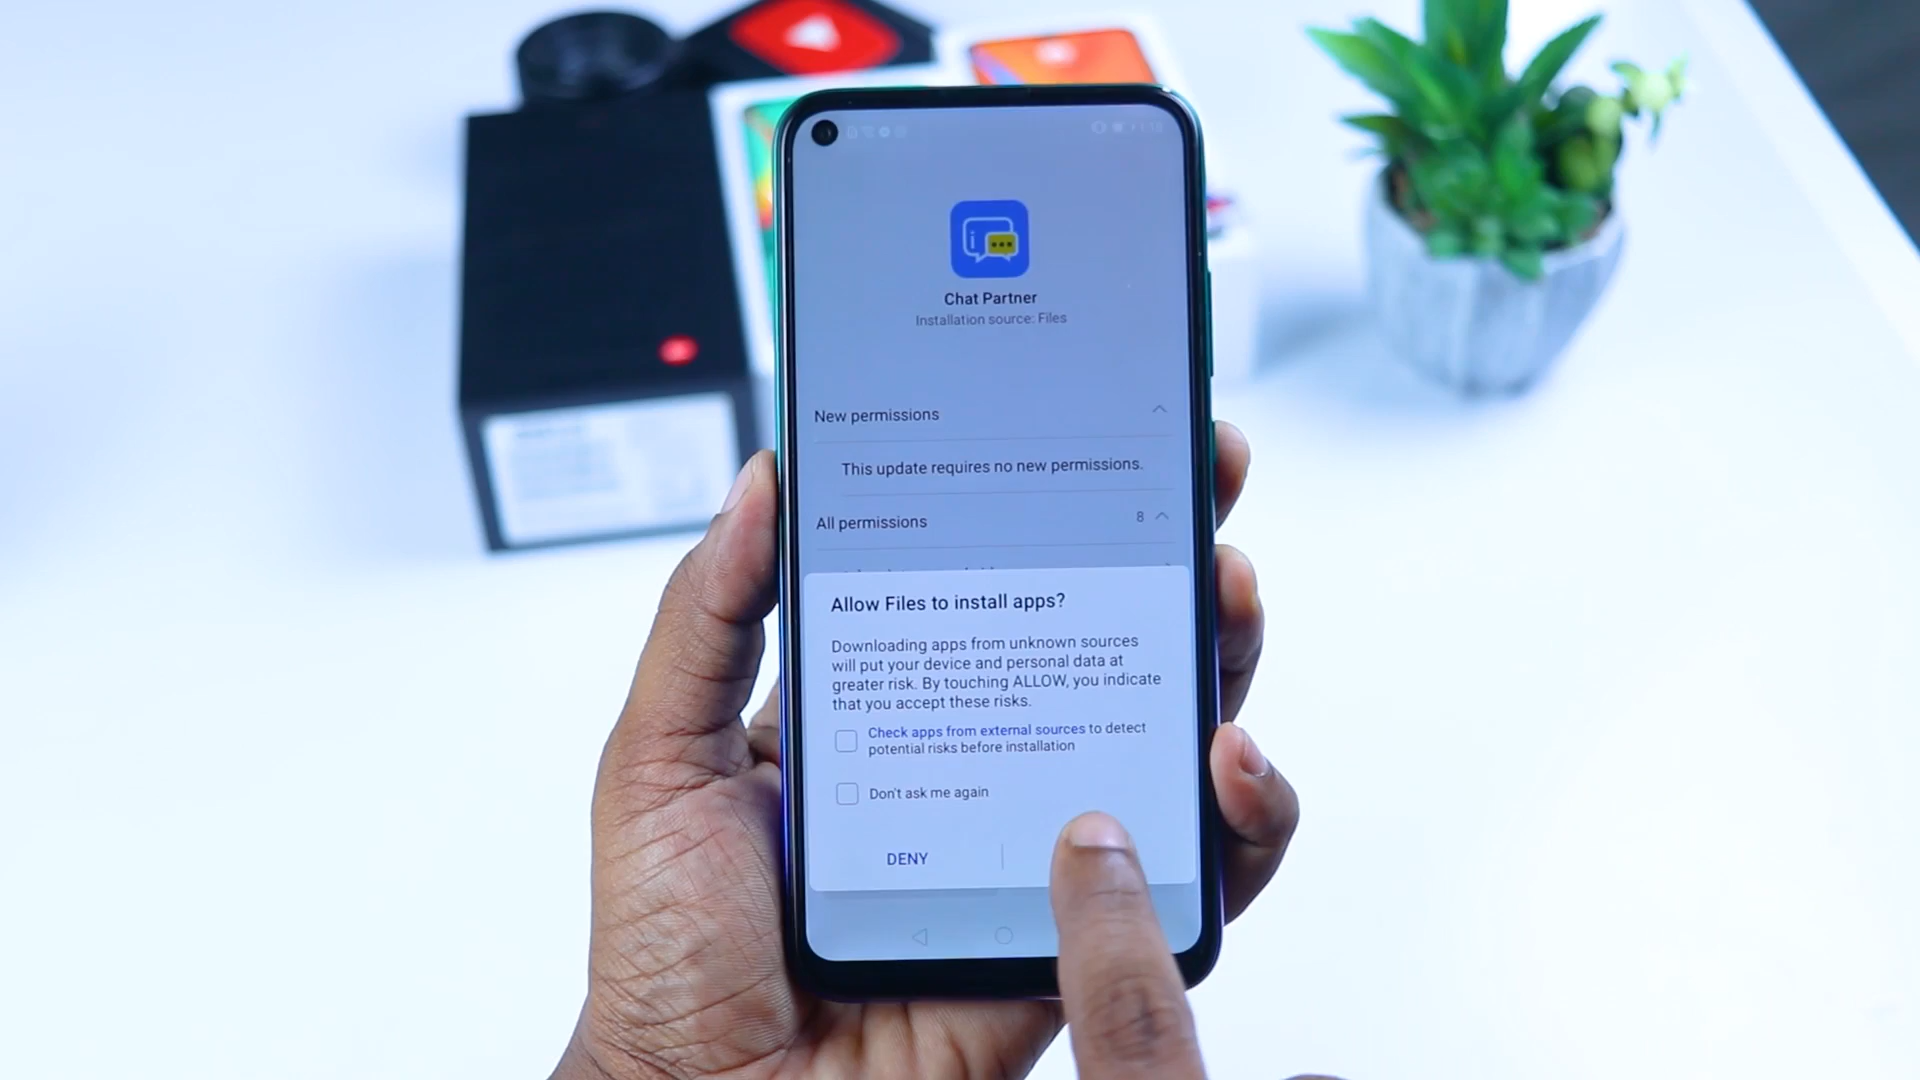 Chat Partner
Installation source: Files
New permissions
This update requires no new permissions.
All permissions 8
Allow Files to install apps?
Downloading apps from unknown sources
will put your device and personal data at
greater risk. By touching ALLOW, you indicate
that you accept these risks.
Check apps from external sources to detect
potential risks before installation
Don't ask me again
DENY